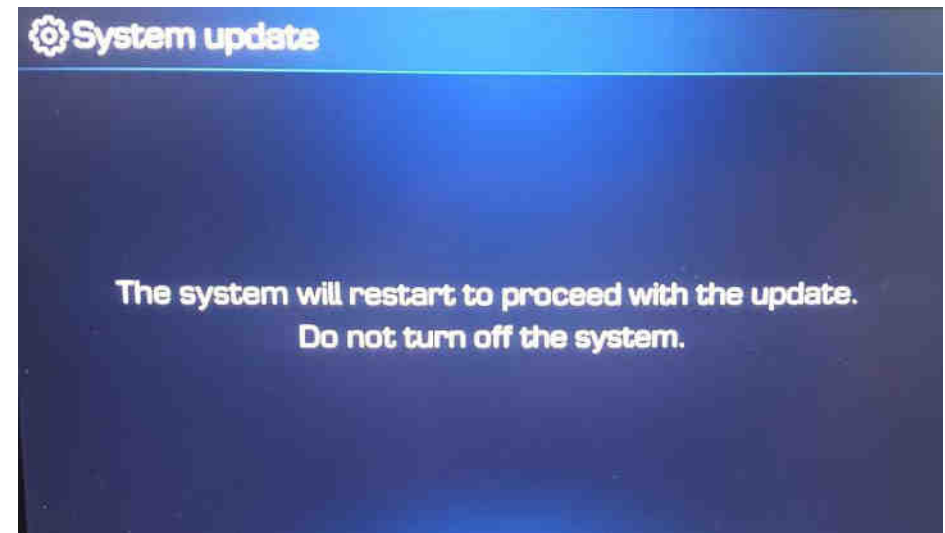 System update
The system will restart to proceed with the update.
Do not turn off the system.